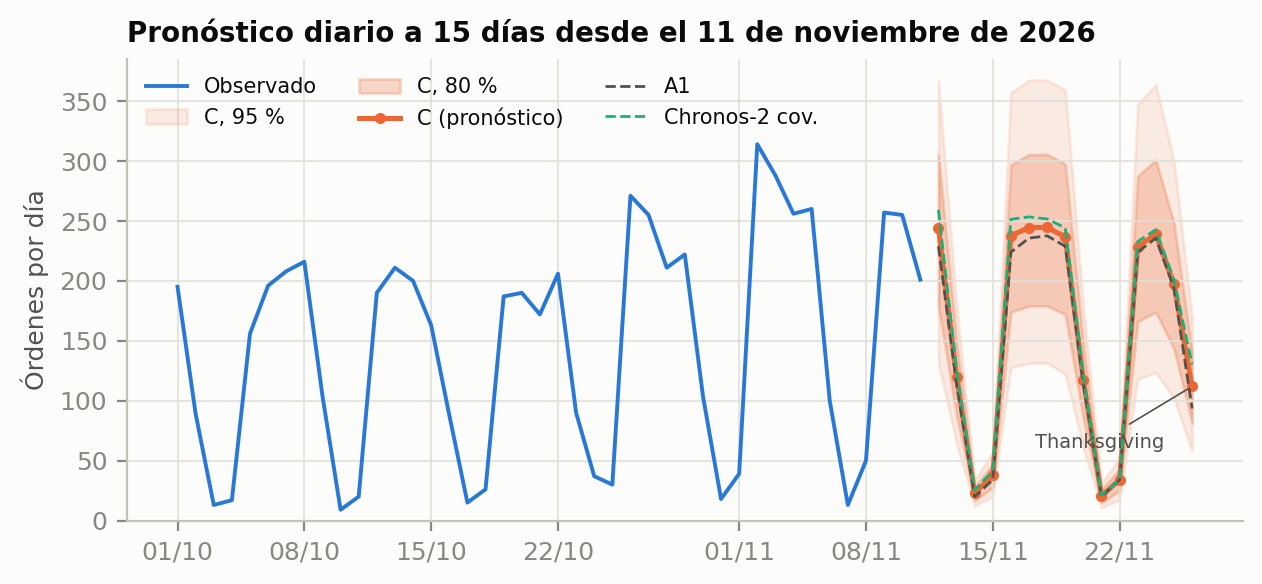 Pronóstico diario a 15 días desde el 11 de noviembre de 2026
Observado
C, 95 %
C, 80 %
C (pronóstico)
A1
Chronos-2 cov.
Órdenes por día
350
300
250
200
150
100
50
0
Thanksgiving
01/10
08/10
15/10
22/10
01/11
08/11
15/11
22/11